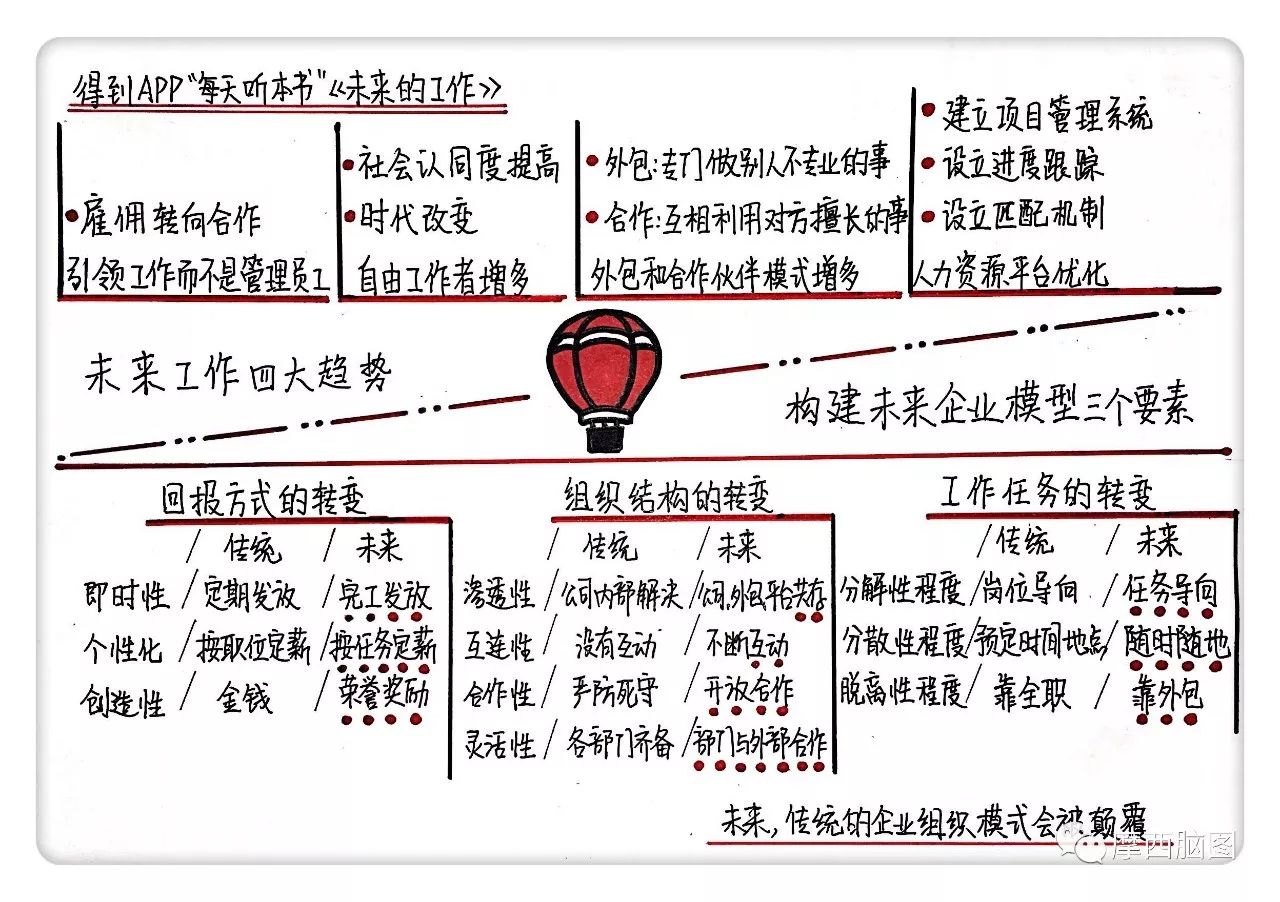 得到APP“每天听本书”《未来的工作》
•雇佣转向合作
引领工作而不是管理员工
•社会认同度提高
•时代改变
自由工作者增多
•外包:专门做别人不专业的事
•合作:互相利用对方擅长的事
外包和合作伙伴模式增多
•建立项目管理系统
•设立进度跟踪
•设立匹配机制
人力资源平台优化
未来工作四大趋势
构建未来企业模型三个要素
回报方式的转变
/传统 /未来
即时性/定期发放/完工发放
个性化/按职位定薪/按任务定薪
创造性/金钱/荣誉奖励
组织结构的转变
/传统/未来
渗透性/公司内部解决/公司,外包,平台共存
互连性/没有互动/不断互动
合作性/严防死守/开放合作
灵活性/各部门齐备/部门与外部合作
工作任务的转变
/传统/未来
分解性程度/岗位导向/任务导向
分散性程度/预定时间地点/随时随地
脱离性程度/靠全职/靠外包
未来,传统的企业组织模式会被颠覆
摩西脑图